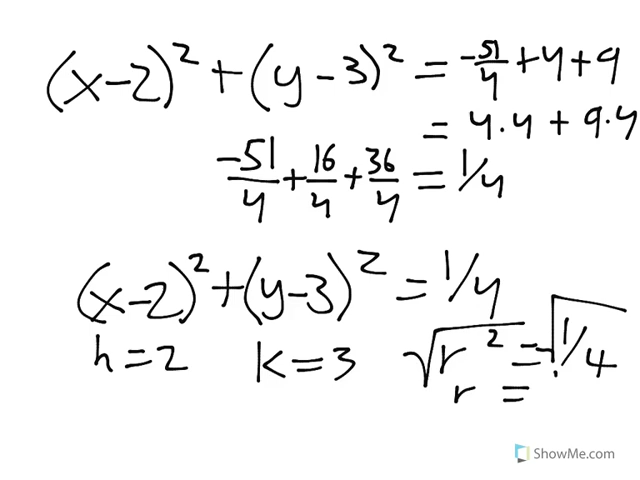 (x-2)² + (y-3)² = -51/4 + 4 + 9
= 4·4 + 9·4
-51/4 + 16/4 + 36/4 = 1/4
(x-2)² + (y-3)² = 1/4
h=2 k=3 √r² = √1/4
r =
ShowMe.com